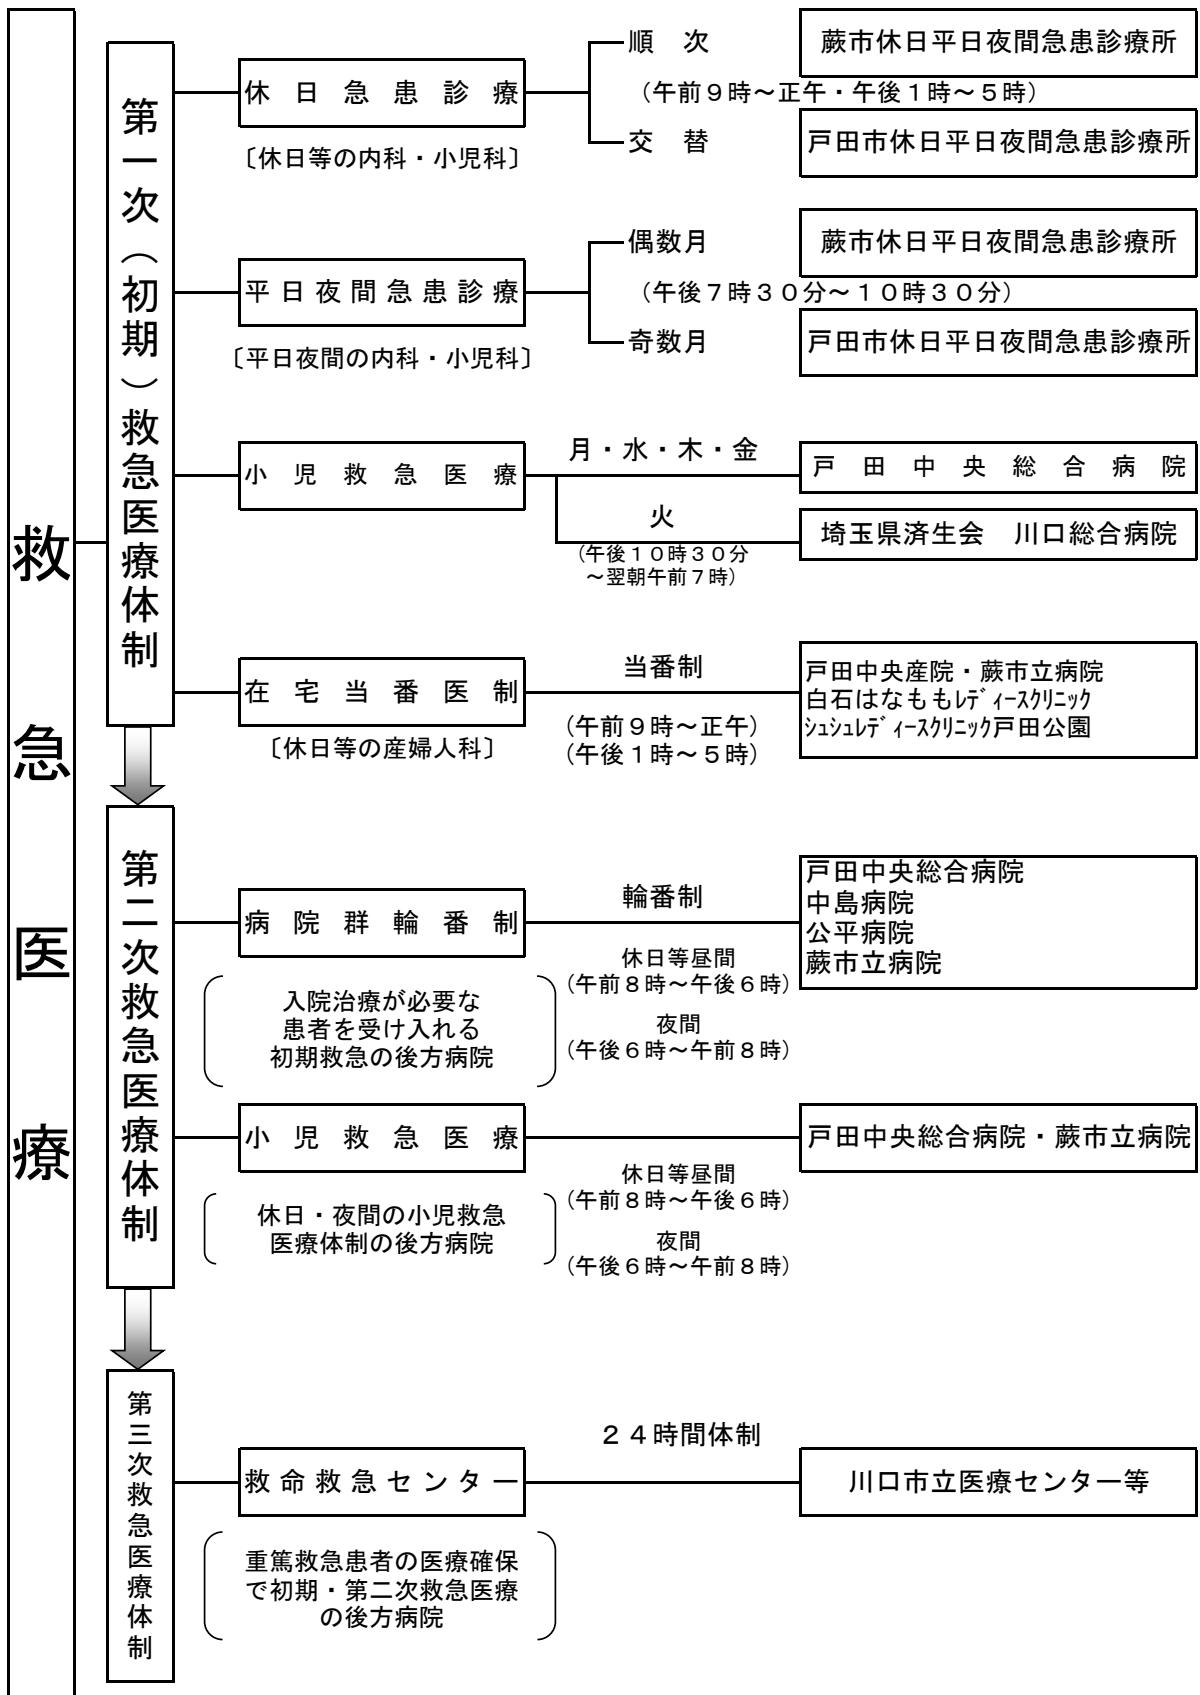 救急医療
第一次（初期）救急医療体制
休日急患診療
〔休日等の内科・小児科〕
順　次
（午前９時～正午・午後１時～５時）
交　替
蕨市休日平日夜間急患診療所
戸田市休日平日夜間急患診療所
平日夜間急患診療
〔平日夜間の内科・小児科〕
偶数月
（午後７時３０分～１０時３０分）
奇数月
蕨市休日平日夜間急患診療所
戸田市休日平日夜間急患診療所
小児救急医療
月・水・木・金
戸田中央総合病院
火
（午後１０時３０分
～翌朝午前７時）
埼玉県済生会　川口総合病院
在宅当番医制
〔休日等の産婦人科〕
当番制
（午前９時～正午）
（午後１時～５時）
戸田中央産院・蕨市立病院
白石はなももﾚﾃﾞｨｰｽｸﾘﾆｯｸ
ｼｭｼｭﾚﾃﾞｨｰｽｸﾘﾆｯｸ戸田公園
第二次救急医療体制
病院群輪番制
入院治療が必要な
患者を受け入れる
初期救急の後方病院
輪番制
休日等昼間
（午前８時～午後６時）
夜間
（午後６時～午前８時）
戸田中央総合病院
中島病院
公平病院
蕨市立病院
小児救急医療
休日・夜間の小児救急
医療体制の後方病院
休日等昼間
（午前８時～午後６時）
夜間
（午後６時～午前８時）
戸田中央総合病院・蕨市立病院
第三次救急医療体制
救命救急センター
重篤救急患者の医療確保
で初期・第二次救急医療
の後方病院
２４時間体制
川口市立医療センター等